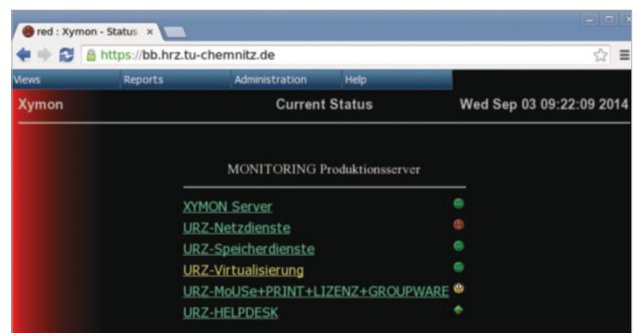 red : Xymon - Status
https://bb.hrz.tu-chemnitz.de
Views Reports Administration Help
Xymon Current Status Wed Sep 03 09:22:09 2014
MONITORING Produktionsserver
XYMON Server
URZ-Netzdienste
URZ-Speicherdienste
URZ-Virtualisierung
URZ-MoUSe+PRINT+LIZENZ+GROUPWARE
URZ-HELPDESK